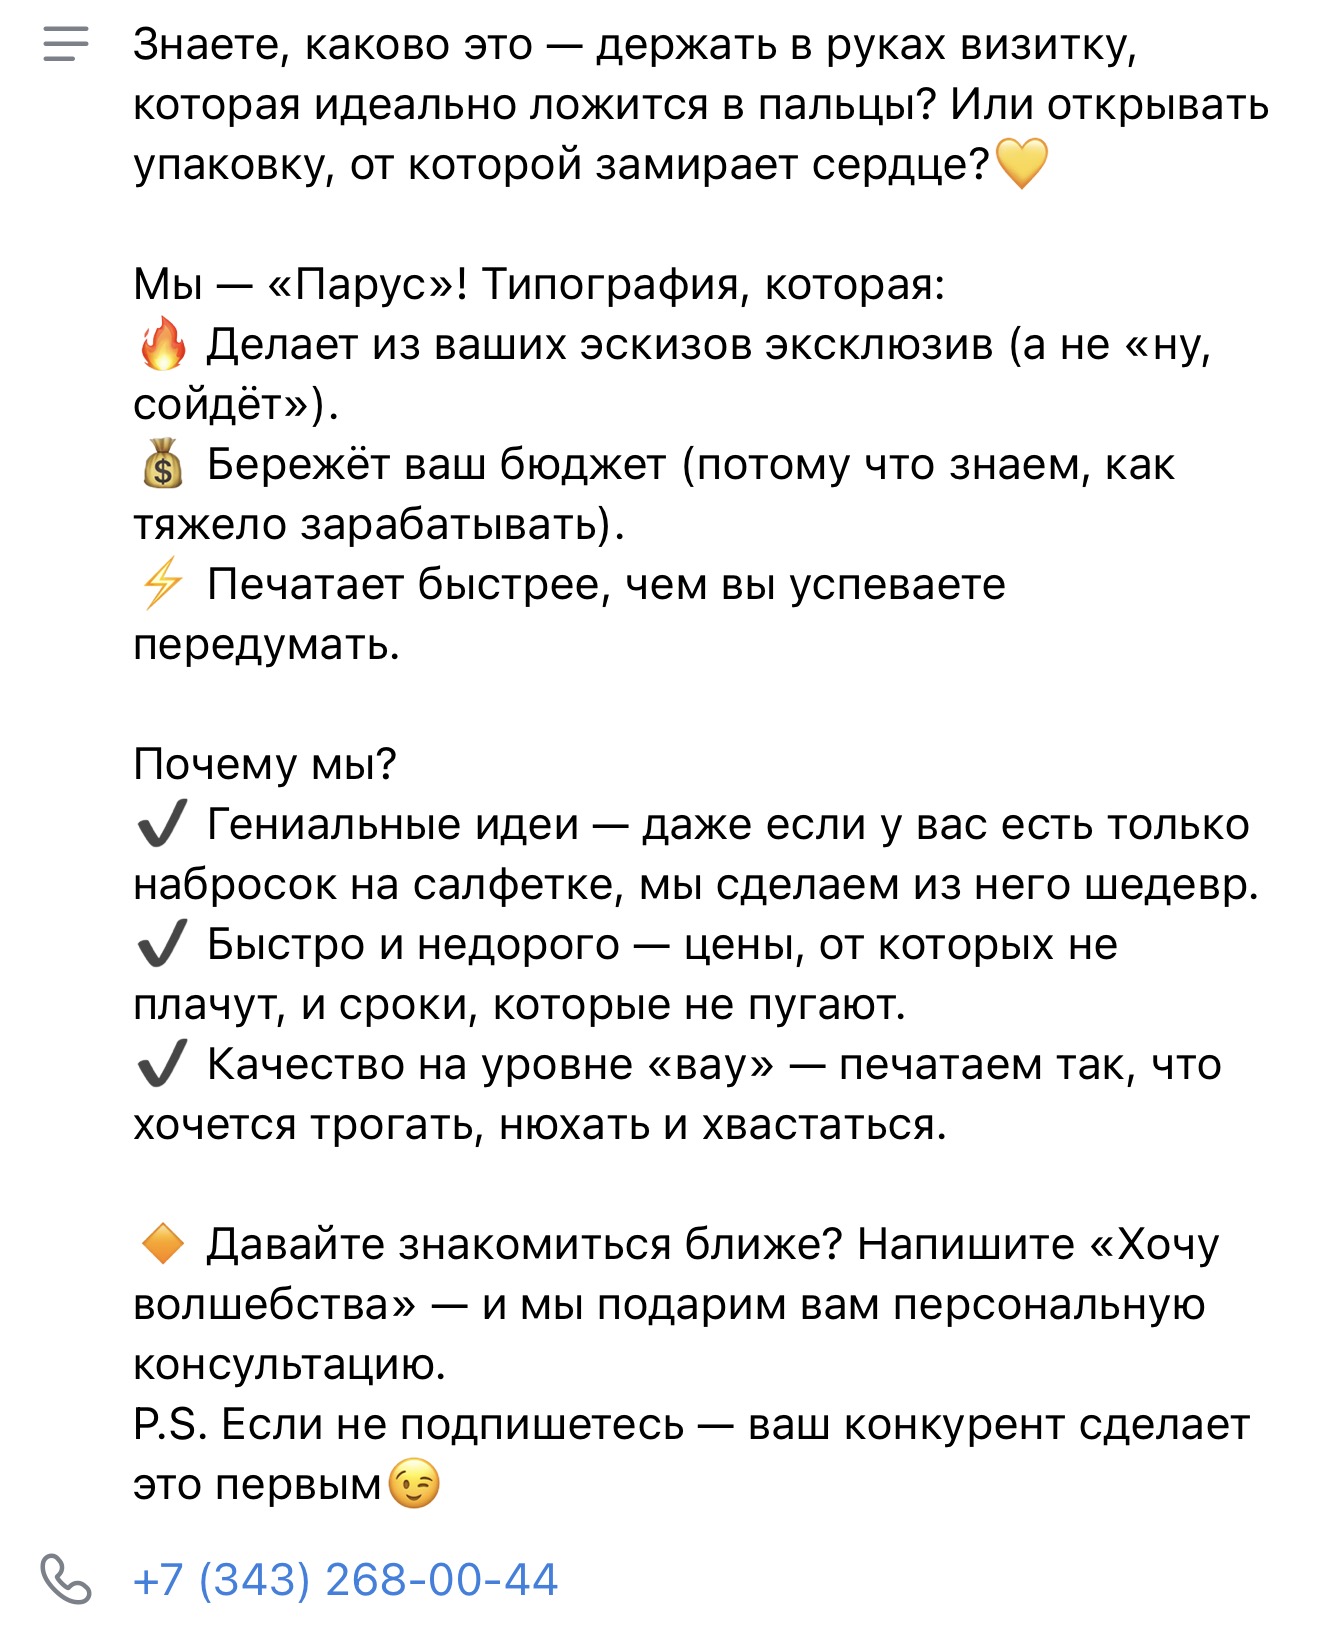 Знаете, каково это — держать в руках визитку,
которая идеально ложится в пальцы? Или открывать
упаковку, от которой замирает сердце?💛
Мы — «Парус»! Типография, которая:
🔥 Делает из ваших эскизов эксклюзив (а не «ну,
сойдёт»).
💰 Бережёт ваш бюджет (потому что знаем, как
тяжело зарабатывать).
⚡ Печатает быстрее, чем вы успеваете
передумать.
Почему мы?
✔ Гениальные идеи — даже если у вас есть только
набросок на салфетке, мы сделаем из него шедевр.
✔ Быстро и недорого — цены, от которых не
плачут, и сроки, которые не пугают.
✔ Качество на уровне «вау» — печатаем так, что
хочется трогать, нюхать и хвастаться.
🔸 Давайте знакомиться ближе? Напишите «Хочу
волшебства» — и мы подарим вам персональную
консультацию.
P.S. Если не подпишетесь — ваш конкурент сделает
это первым😉
+7 (343) 268-00-44